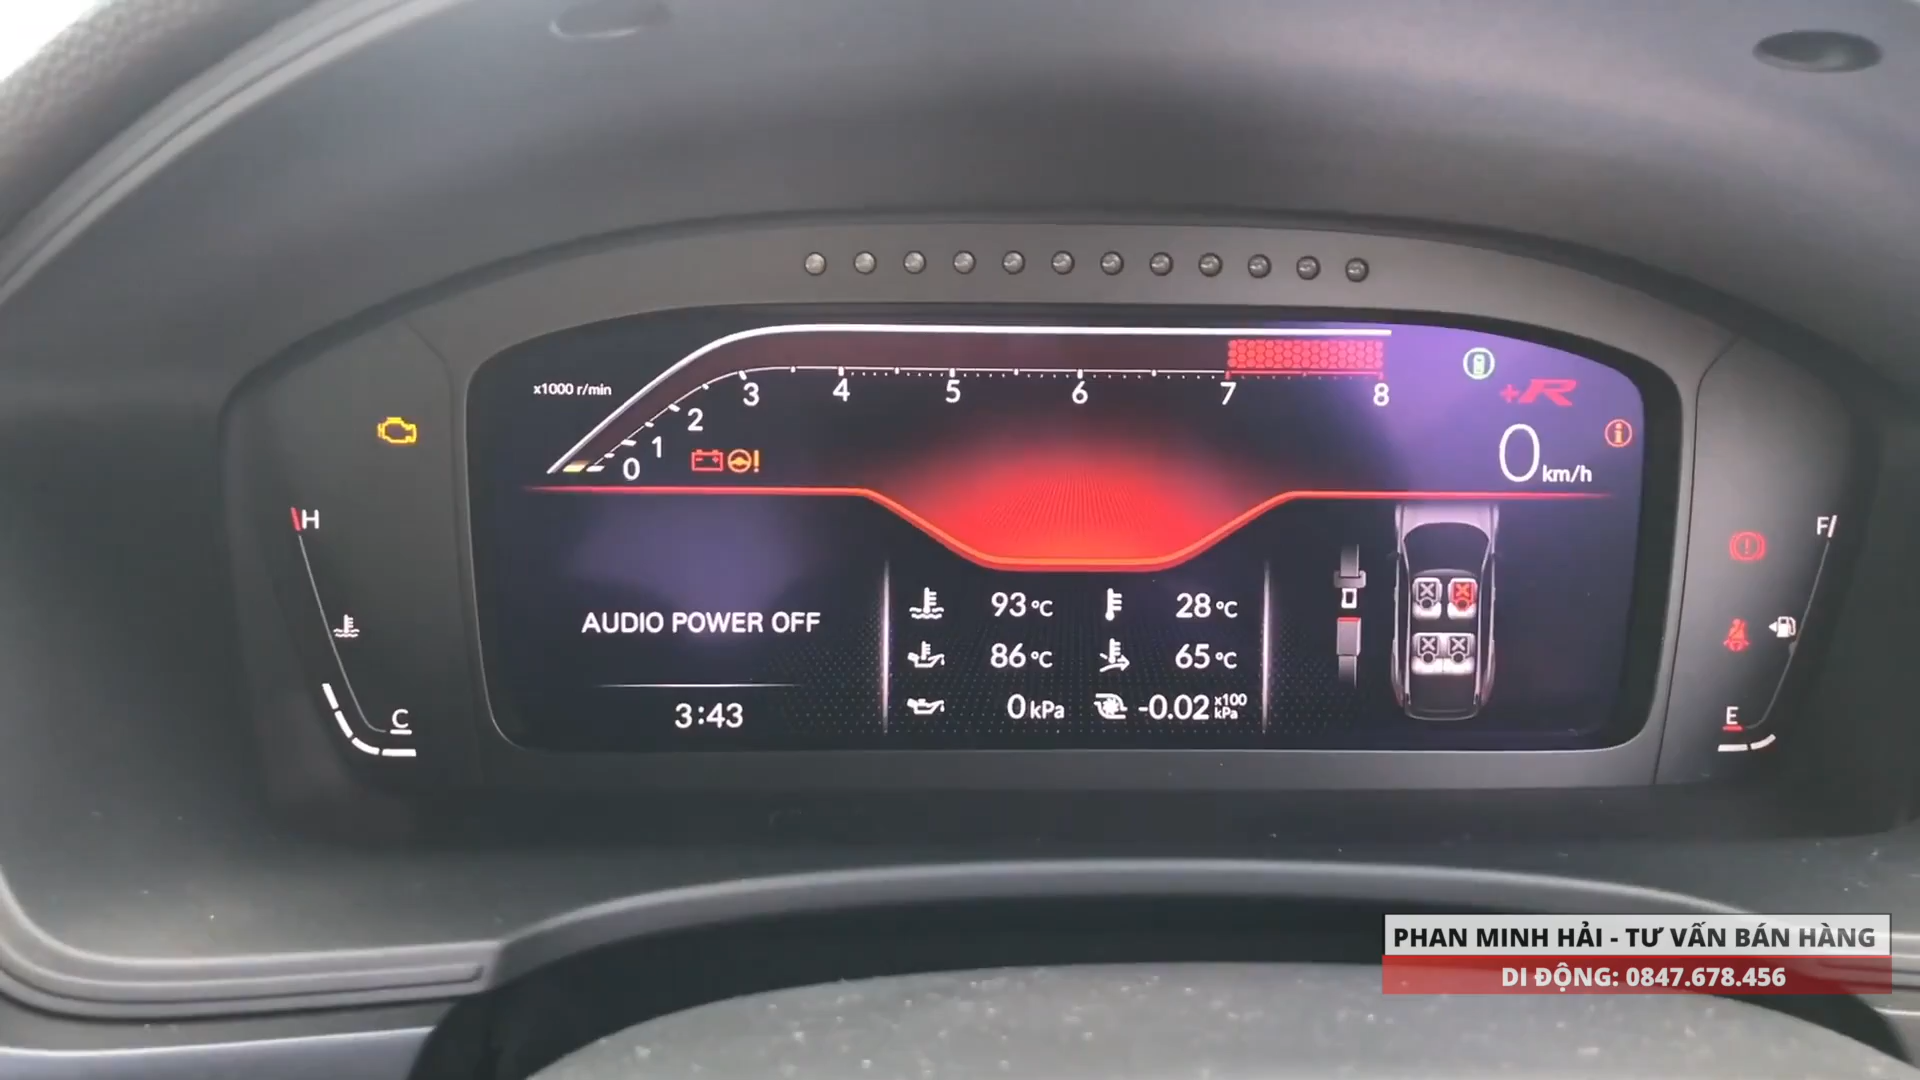 x1000 r/min
0
1
2
3
4
5
6
7
8
+R
0 km/h
H
C
F
E
AUDIO POWER OFF
3:43
93 °C
28 °C
86 °C
65 °C
0 kPa
-0.02 x100 kPa
PHAN MINH HẢI - TƯ VẤN BÁN HÀNG
DI ĐỘNG: 0847.678.456